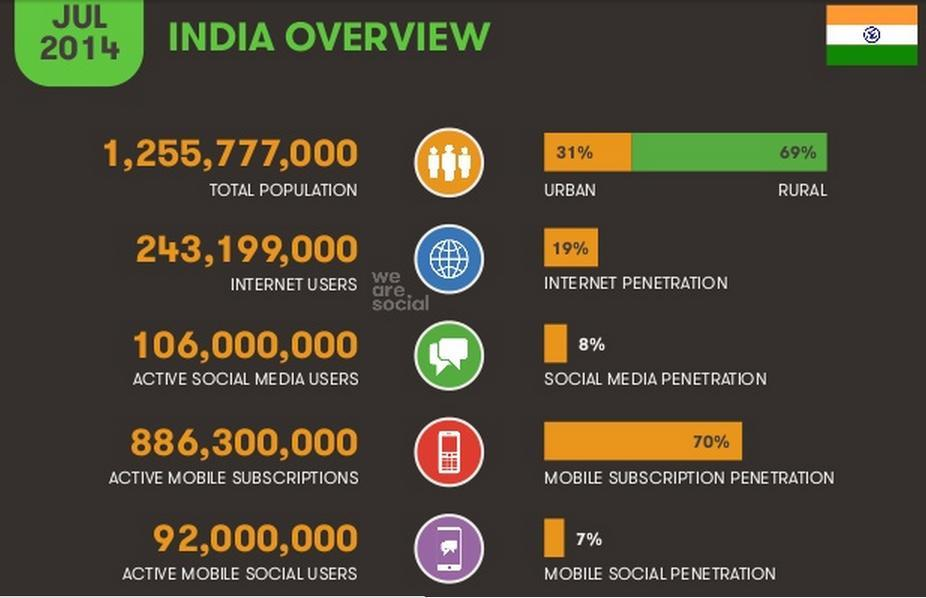 JUL
2014
INDIA OVERVIEW
1,255,777,000
TOTAL POPULATION
31%
69%
URBAN
RURAL
243,199,000
INTERNET USERS
19%
INTERNET PENETRATION
we
are
social
106,000,000
ACTIVE SOCIAL MEDIA USERS
8%
SOCIAL MEDIA PENETRATION
886,300,000
ACTIVE MOBILE SUBSCRIPTIONS
70%
MOBILE SUBSCRIPTION PENETRATION
92,000,000
ACTIVE MOBILE SOCIAL USERS
7%
MOBILE SOCIAL PENETRATION